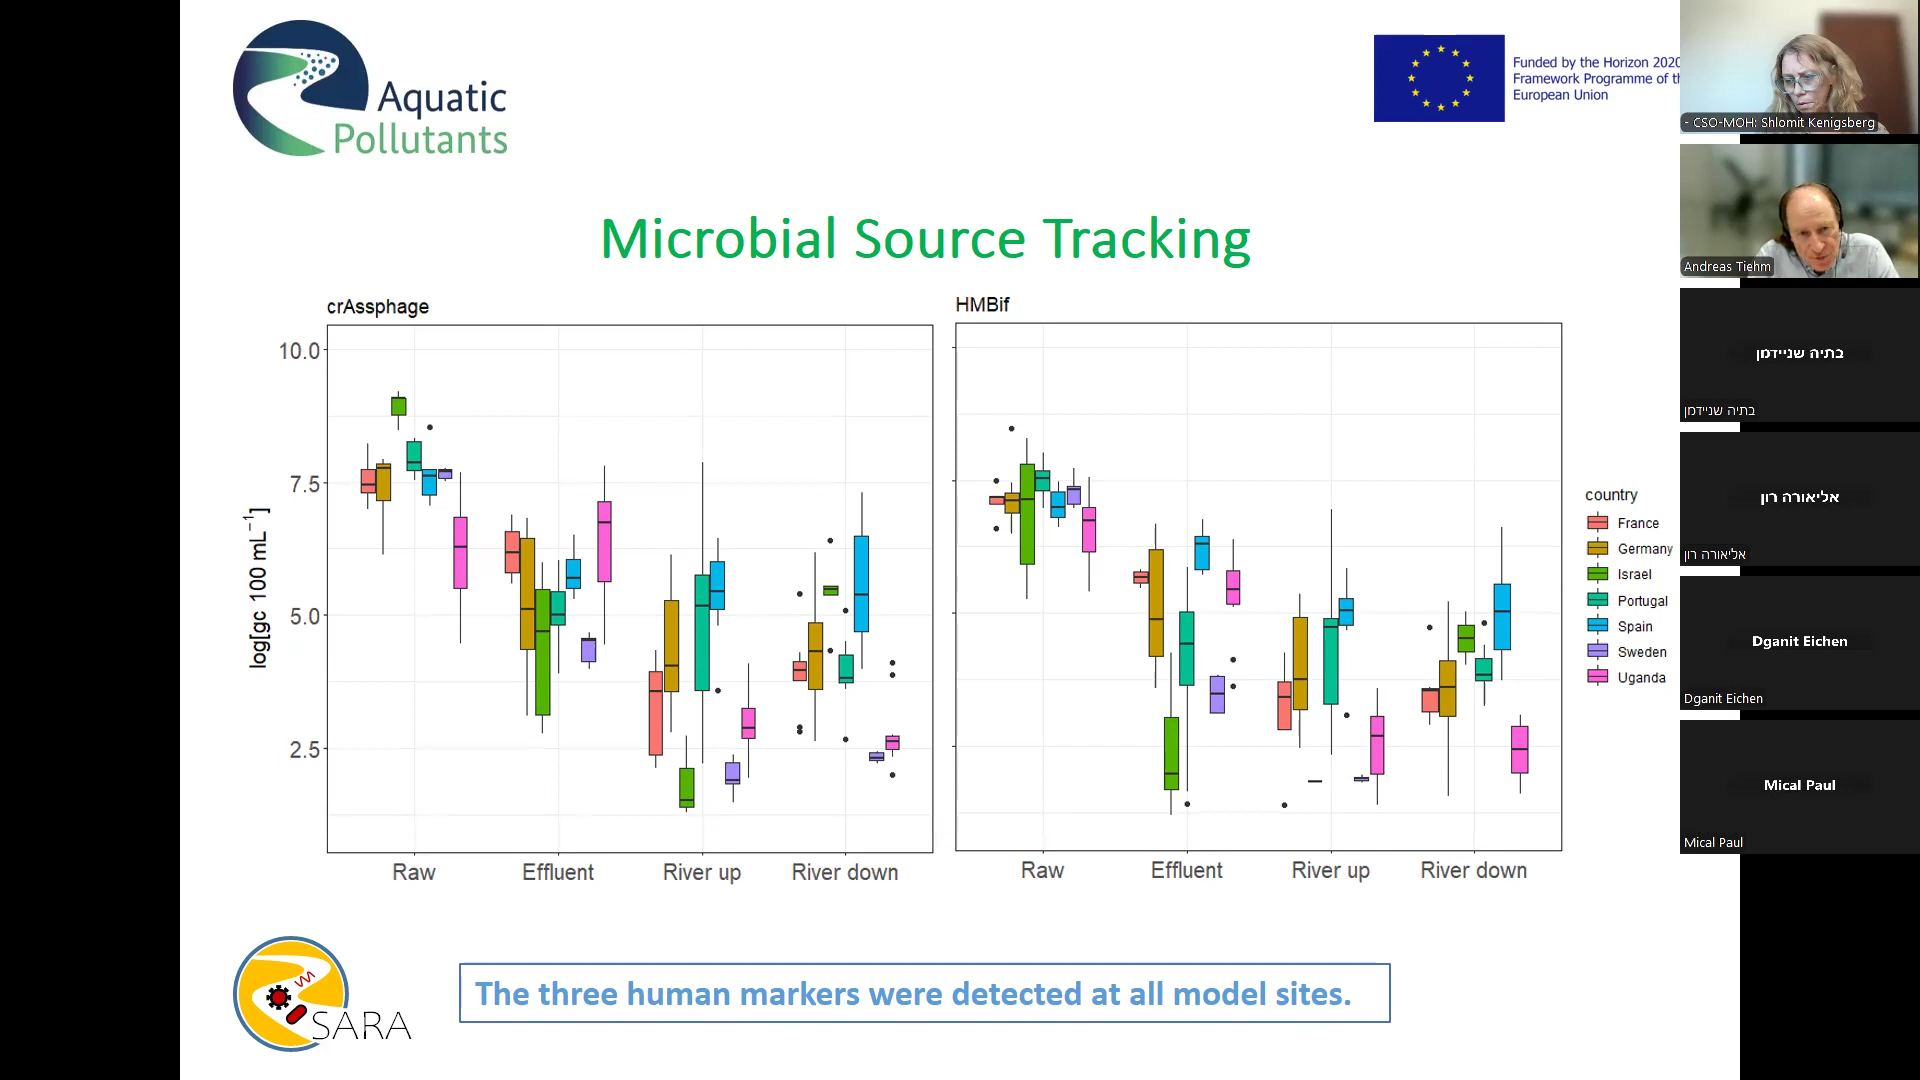 Aquatic
Pollutants
Funded by the Horizon 2020
Framework Programme of th
European Union
Microbial Source Tracking
crAssphage
HMBif
10.0
7.5
5.0
2.5
log[gc 100 mL⁻¹]
Raw
Effluent
River up
River down
Raw
Effluent
River up
River down
country
France
Germany
Israel
Portugal
Spain
Sweden
Uganda
SARA
The three human markers were detected at all model sites.
- CSO-MOH: Shlomit Kenigsberg
Andreas Tiehm
בתיה שניידמן
בתיה שניידמן
אליאורה רון
אליאורה רון
Dganit Eichen
Dganit Eichen
Mical Paul
Mical Paul